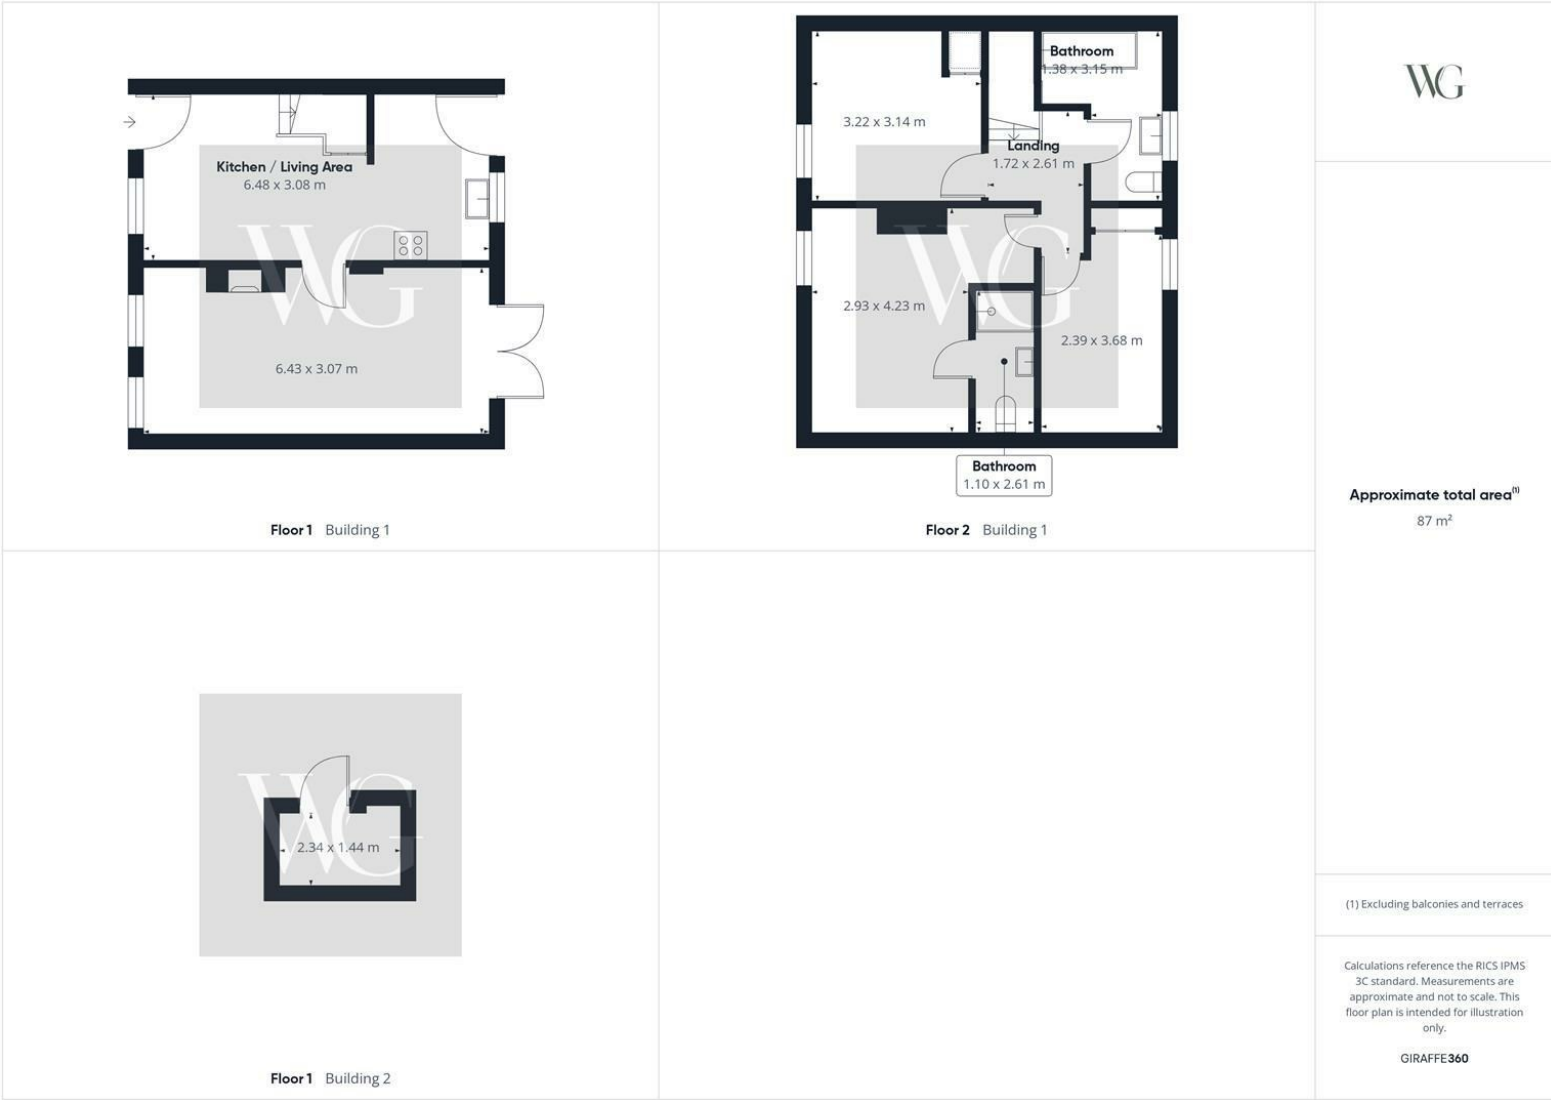 Kitchen / Living Area
6.48 x 3.08 m
WG
6.43 x 3.07 m
Floor 1 Building 1
Bathroom
1.38 x 3.15 m
3.22 x 3.14 m
Landing
1.72 x 2.61 m
WG
2.93 x 4.23 m
2.39 x 3.68 m
Bathroom
1.10 x 2.61 m
Floor 2 Building 1
WG
2.34 x 1.44 m
Floor 1 Building 2
WG
Approximate total area(1)
87 m²
(1) Excluding balconies and terraces
Calculations reference the RICS IPMS
3C standard. Measurements are
approximate and not to scale. This
floor plan is intended for illustration
only.
GIRAFFE360